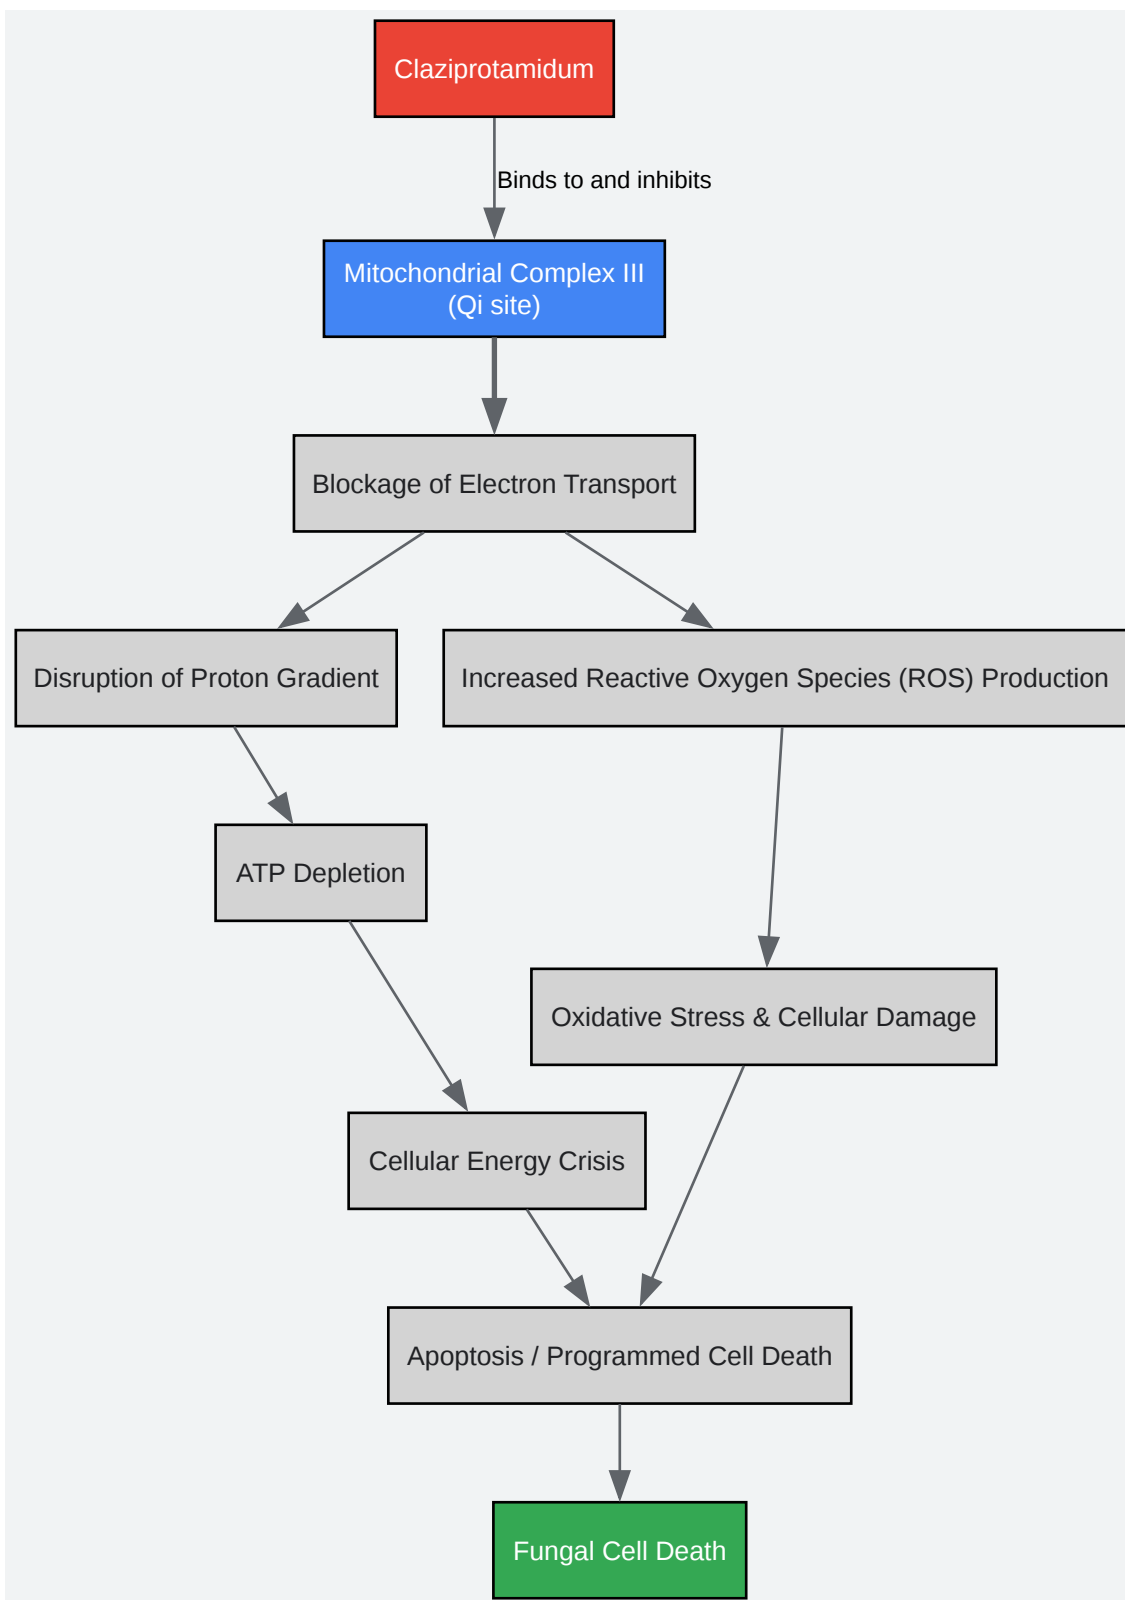 Claziprotamidum
Binds to and inhibits
Mitochondrial Complex III
(Qi site)
Blockage of Electron Transport
Disruption of Proton Gradient
Increased Reactive Oxygen Species (ROS) Production
ATP Depletion
Oxidative Stress & Cellular Damage
Cellular Energy Crisis
Apoptosis / Programmed Cell Death
Fungal Cell Death